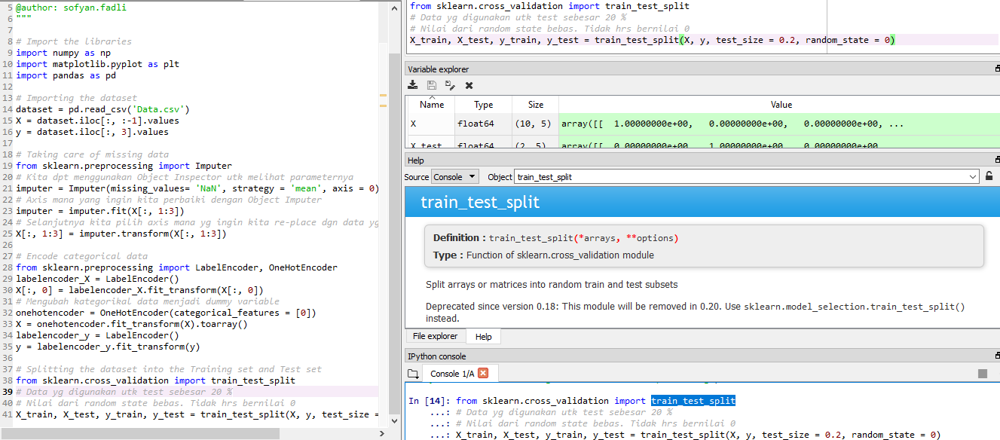 5 @author: sofyan.fadli
6 """
7
8 # Import the libraries
9 import numpy as np
10 import matplotlib.pyplot as plt
11 import pandas as pd
12
13 # Importing the dataset
14 dataset = pd.read_csv('Data.csv')
15 X = dataset.iloc[:, :-1].values
16 y = dataset.iloc[:, 3].values
17
18 # Taking care of missing data
19 from sklearn.preprocessing import Imputer
20 # Kita dpt menggunakan Object Inspector utk melihat parameternya
21 imputer = Imputer(missing_values= 'NaN', strategy = 'mean', axis = 0)
22 # Axis mana yang ingin kita perbaiki dengan Object Imputer
23 imputer = imputer.fit(X[:, 1:3])
24 # Selanjutnya kita pilih axis mana yg ingin kita re-place dgn data yg
25 X[:, 1:3] = imputer.transform(X[:, 1:3])
26
27 # Encode categorical data
28 from sklearn.preprocessing import LabelEncoder, OneHotEncoder
29 labelencoder_X = LabelEncoder()
30 X[:, 0] = labelencoder_X.fit_transform(X[:, 0])
31 # Mengubah kategorikal data menjadi dummy variable
32 onehotencoder = OneHotEncoder(categorical_features = [0])
33 X = onehotencoder.fit_transform(X).toarray()
34 labelencoder_y = LabelEncoder()
35 y = labelencoder_y.fit_transform(y)
36
37 # Splitting the dataset into the Training set and Test set
38 from sklearn.cross_validation import train_test_split
39 # Data yg digunakan utk test sebesar 20 %
40 # Nilai dari random state bebas. Tidak hrs bernilai 0
41 X_train, X_test, y_train, y_test = train_test_split(X, y, test_size =
from sklearn.cross_validation import train_test_split
# Data yg digunakan utk test sebesar 20 %
# Nilai dari random state bebas. Tidak hrs bernilai 0
X_train, X_test, y_train, y_test = train_test_split(X, y, test_size = 0.2, random_state = 0)
Variable explorer
Name Type Size Value
X float64 (10, 5) array([[ 1.00000000e+00, 0.00000000e+00, 0.00000000e+00, ...
X_test float64 (2, 5) array([[ 0.00000000e+00, 1.00000000e+00, 0.00000000e+00
Help
Source Console Object train_test_split
train_test_split
Definition : train_test_split(*arrays, **options)
Type : Function of sklearn.cross_validation module
Split arrays or matrices into random train and test subsets
Deprecated since version 0.18: This module will be removed in 0.20. Use sklearn.model_selection.train_test_split()
instead.
File explorer Help
IPython console
Console 1/A
In [14]: from sklearn.cross_validation import train_test_split
...: # Data yg digunakan utk test sebesar 20 %
...: # Nilai dari random state bebas. Tidak hrs bernilai 0
...: X_train, X_test, y_train, y_test = train_test_split(X, y, test_size = 0.2, random_state = 0)